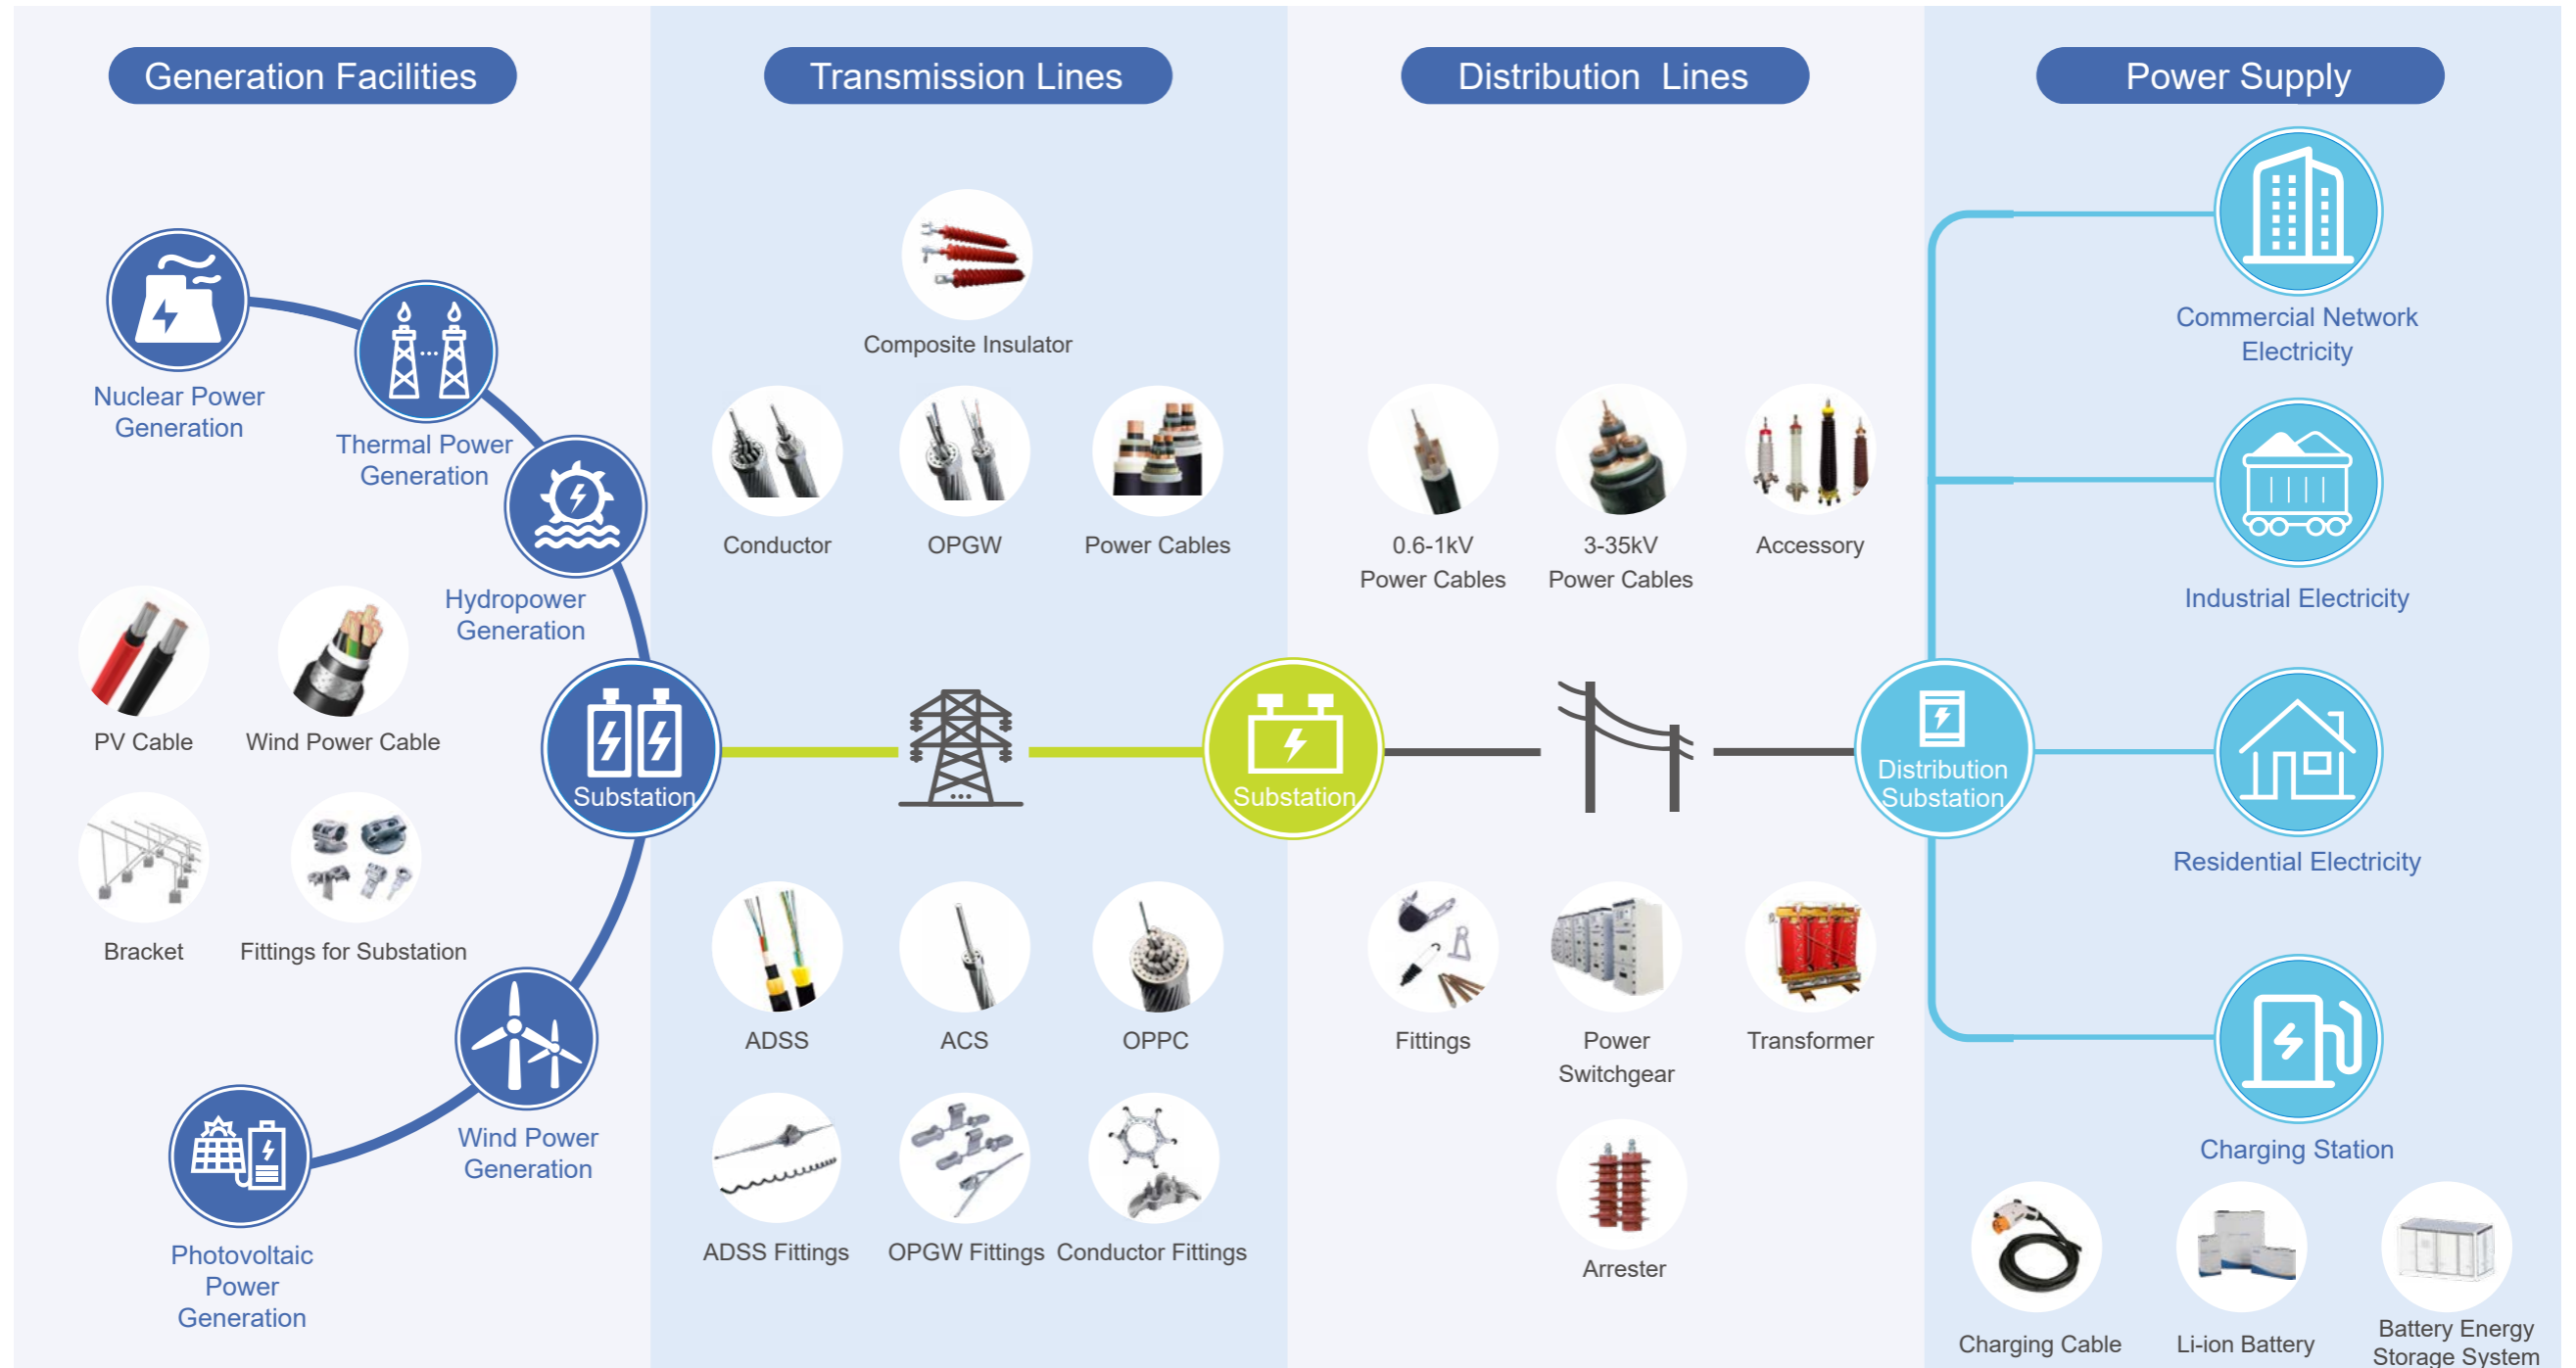 Generation Facilities
Nuclear Power
Generation
Thermal Power
Generation
Hydropower
Generation
PV Cable
Wind Power Cable
Substation
Bracket
Fittings for Substation
Wind Power
Generation
Photovoltaic
Power
Generation
Transmission Lines
Composite Insulator
Conductor
OPGW
Power Cables
ADSS
ACS
OPPC
ADSS Fittings
OPGW Fittings
Conductor Fittings
Substation
Distribution Lines
0.6-1kV
Power Cables
3-35kV
Power Cables
Accessory
Fittings
Power
Switchgear
Transformer
Arrester
Distribution
Substation
Power Supply
Commercial Network
Electricity
Industrial Electricity
Residential Electricity
Charging Station
Charging Cable
Li-ion Battery
Battery Energy
Storage System